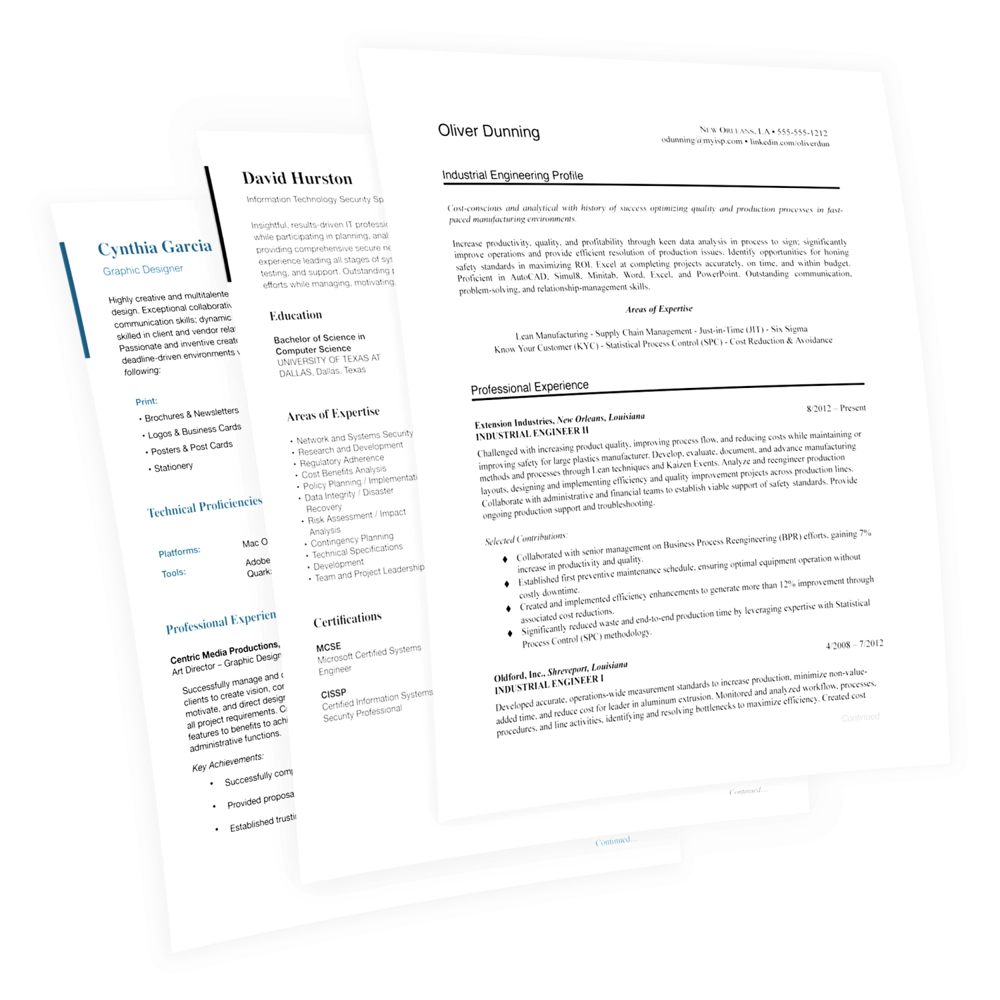 Oliver Dunning
NEW ORLEANS, LA • 555-555-1212
odunning@myisp.com • linkedin.com/oliverdun
Industrial Engineering Profile
Cost-conscious and analytical with history of success optimizing quality and production processes in fast-
paced manufacturing environments.
Increase productivity, quality, and profitability through keen data analysis in process to sign; significantly
improve operations and provide efficient resolution of production issues. Identify opportunities for honing
safety standards in maximizing ROI. Excel at completing projects accurately, on time, and within budget.
Proficient in AutoCAD, Simul8, Minitab, Word, Excel, and PowerPoint. Outstanding communication,
problem-solving, and relationship-management skills.
Areas of Expertise
Lean Manufacturing - Supply Chain Management - Just-in-Time (JIT) - Six Sigma
Know Your Customer (KYC) - Statistical Process Control (SPC) - Cost Reduction & Avoidance
Professional Experience
8/2012 – Present
Extension Industries, New Orleans, Louisiana
INDUSTRIAL ENGINEER II
Challenged with increasing product quality, improving process flow, and reducing costs while maintaining or
improving safety for large plastics manufacturer. Develop, evaluate, document, and advance manufacturing
methods and processes through Lean techniques and Kaizen Events. Analyze and reengineer production
layouts, designing and implementing efficiency and quality improvement projects across production lines.
Collaborate with administrative and financial teams to establish viable support of safety standards. Provide
ongoing production support and troubleshooting.
Selected Contributions:
♦ Collaborated with senior management on Business Process Reengineering (BPR) efforts, gaining 7%
increase in productivity and quality.
♦ Established first preventive maintenance schedule, ensuring optimal equipment operation without
costly downtime.
♦ Created and implemented efficiency enhancements to generate more than 12% improvement through
associated cost reductions.
♦ Significantly reduced waste and end-to-end production time by leveraging expertise with Statistical
Process Control (SPC) methodology.
4/2008 – 7/2012
Oldford, Inc., Shreveport, Louisiana
INDUSTRIAL ENGINEER I
Developed accurate, operations-wide measurement standards to increase production, minimize non-value-
added time, and reduce cost for leader in aluminum extrusion. Monitored and analyzed workflow, processes,
procedures, and line activities, identifying and resolving bottlenecks to maximize efficiency. Created cost
Continued
David Hurston
Information Technology Security Sp
Insightful, results-driven IT professic
while participating in planning, anal
providing comprehensive secure ne
experience leading all stages of sys
testing, and support. Outstanding p
efforts while managing, motivating,
Education
Bachelor of Science in
Computer Science
UNIVERSITY OF TEXAS AT
DALLAS, Dallas, Texas
Areas of Expertise
• Network and Systems Security
• Research and Development
• Regulatory Adherence
• Cost Benefits Analysis
• Policy Planning / Implementati
• Data Integrity / Disaster
Recovery
• Risk Assessment / Impact
Analysis
• Contingency Planning
• Technical Specifications
• Development
• Team and Project Leadership
Certifications
MCSE
Microsoft Certified Systems
Engineer
CISSP
Certified Information Systems
Security Professional
Continued...
Cynthia Garcia
Graphic Designer
Highly creative and multitalente
design. Exceptional collaborativ
communication skills; dynamic
skilled in client and vendor rela
Passionate and inventive creato
deadline-driven environments v
following:
Print:
• Brochures & Newsletters
• Logos & Business Cards
• Posters & Post Cards
• Stationery
Technical Proficiencies
Platforms:
Mac O
Tools:
Adobe
Quark
Professional Experien
Centric Media Productions,
Art Director – Graphic Design
Successfully manage and c
clients to create vision, cor
motivate, and direct design
all project requirements. C
features to benefits to achi
administrative functions.
Key Achievements:
• Successfully comp
• Provided proposa
• Established trusti
Continued...